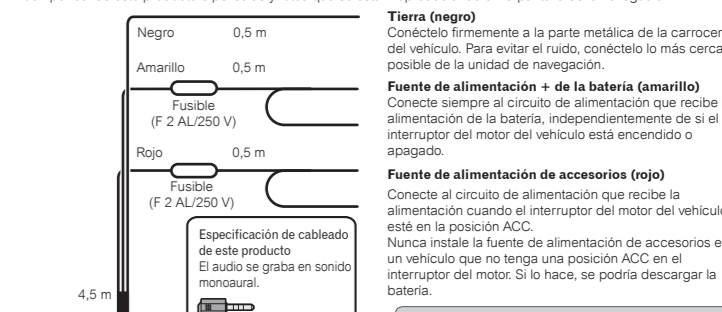 Negro 0,5 m
Amarillo 0,5 m
Fusible
(F 2 AL/250 V)
Rojo 0,5 m
Fusible
(F 2 AL/250 V)
Especificación de cableado
de este producto
El audio se graba en sonido
monoaural.
4,5 m
Tierra (negro)
Conéctelo firmemente a la parte metálica de la
del vehículo. Para evitar el ruido, conéctelo lo más
posible de la unidad de navegación.
Fuente de alimentación + de la batería (amarillo)
Conecte siempre al circuito de alimentación que recibe
alimentación de la batería, independientemente de si el
interruptor del motor del vehículo está encendido o
apagado.
Fuente de alimentación de accesorios (rojo)
Conecte al circuito de alimentación que recibe la
alimentación cuando el interruptor del motor del
esté en la posición ACC.
Nunca instale la fuente de alimentación de accesorios
un vehículo que no tenga una posición ACC en el
interruptor del motor. Si lo hace, se podría descargar la
batería.